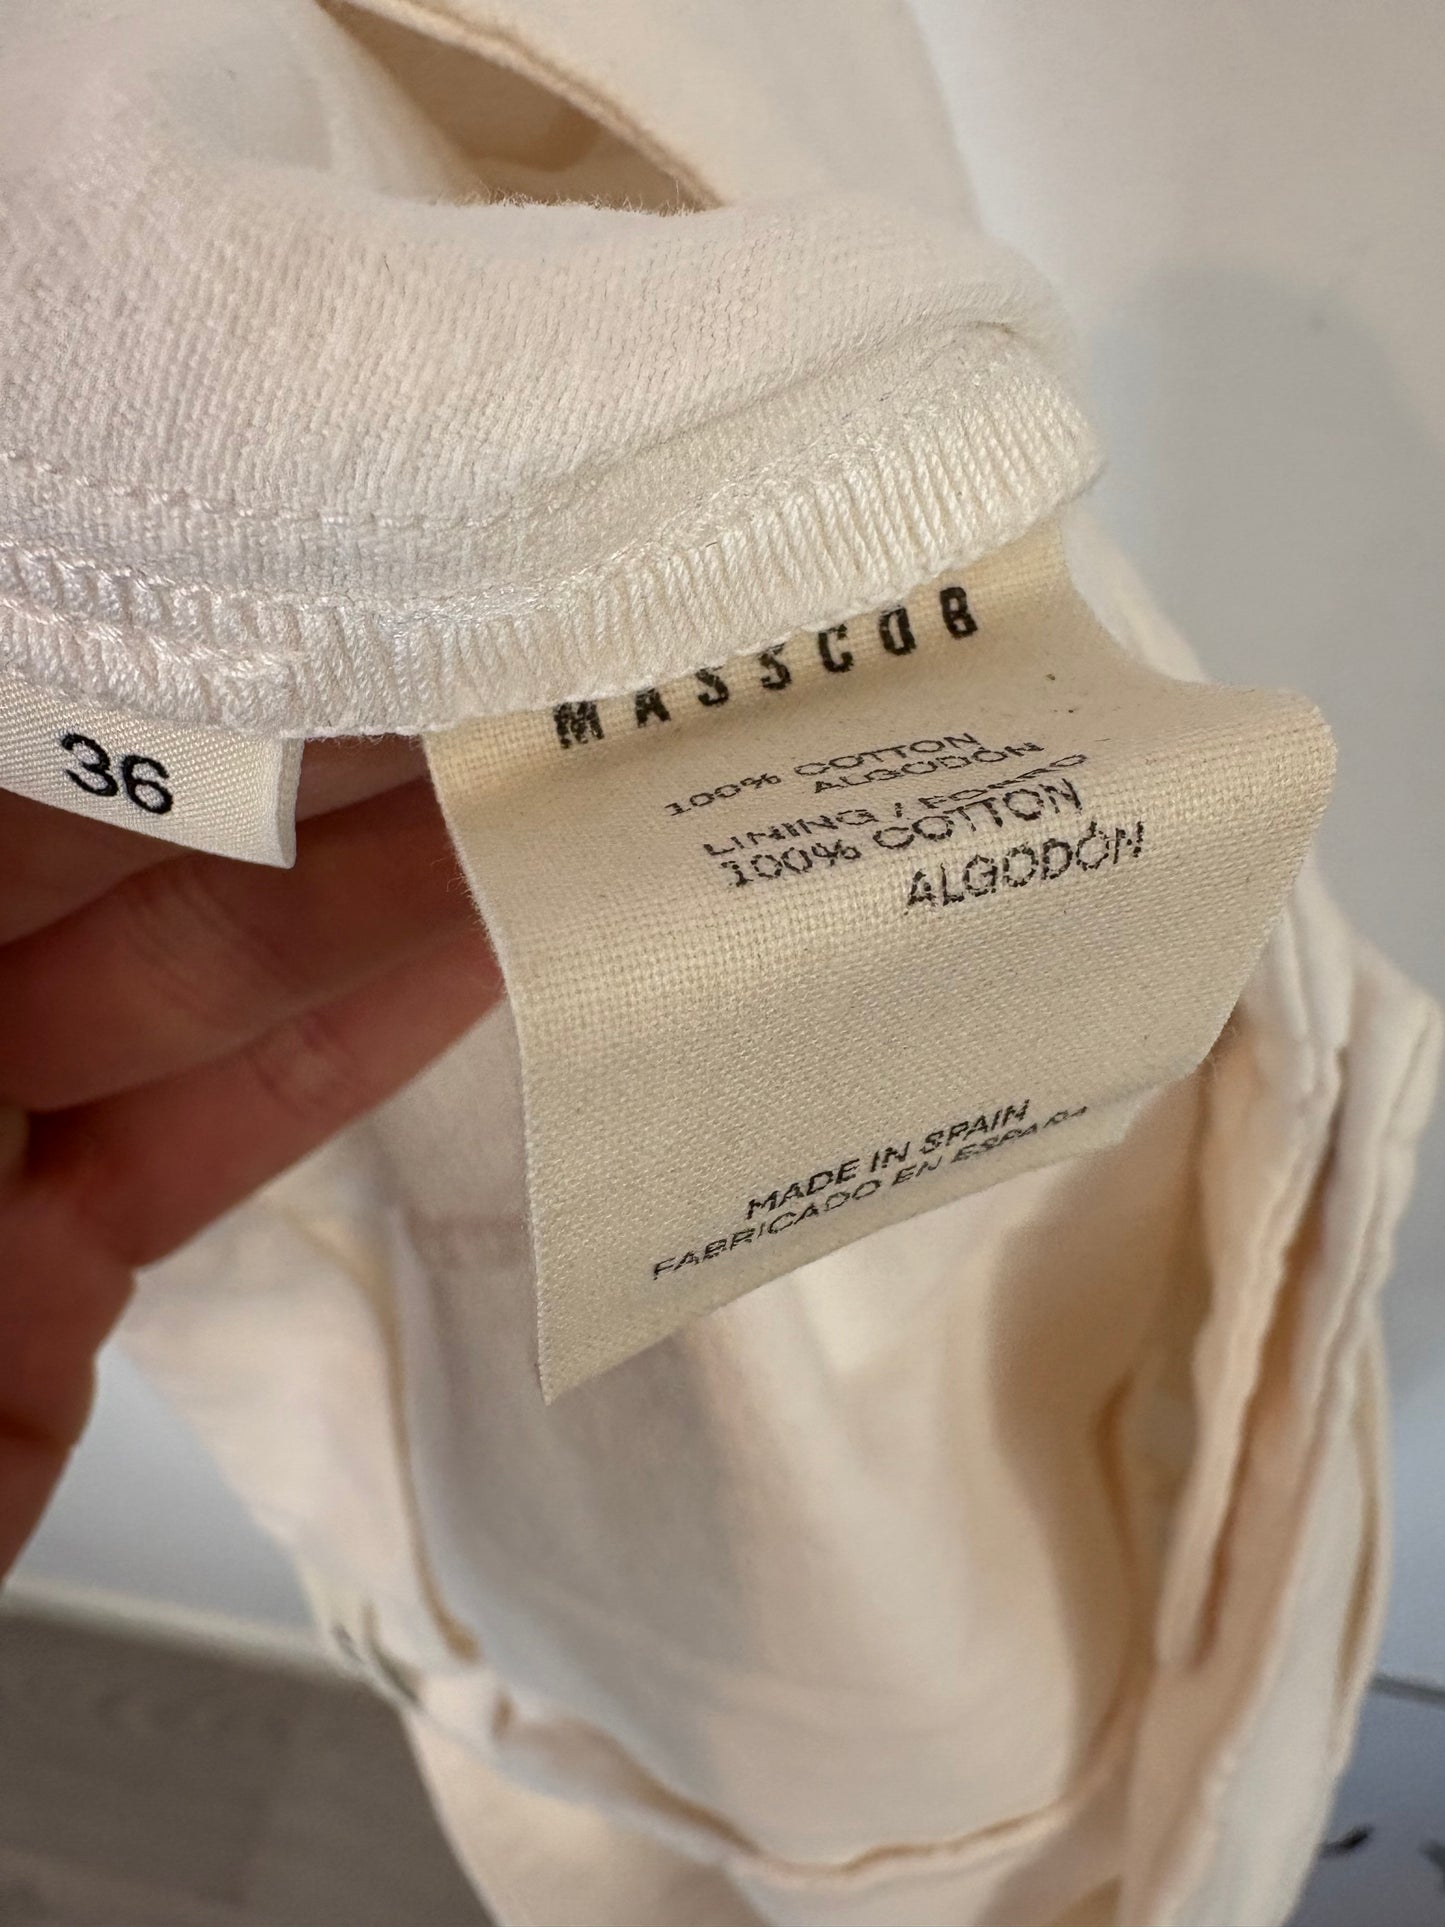 MASSCOB
36
100% COTTON
ALGODÓN
LINING / FORRO
100% COTTON
ALGODÓN
MADE IN SPAIN
FABRICADO EN ESPAÑA